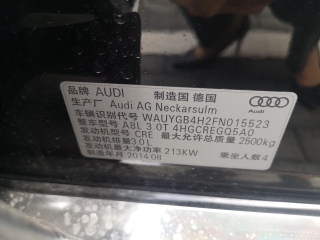 品牌 AUDI 制造国 德国
生产厂 Audi AG Neckarsulm
车辆识别代号 WAUYGB4H2FN015523
整车型号 A8L 3.0T 4HGCREGQ5A0
发动机型号 CRE 最大允许总质量 2500kg
发动机排量3.0L
发动机最大净功率 213KW 乘坐人数 4
制造年月 2014.08